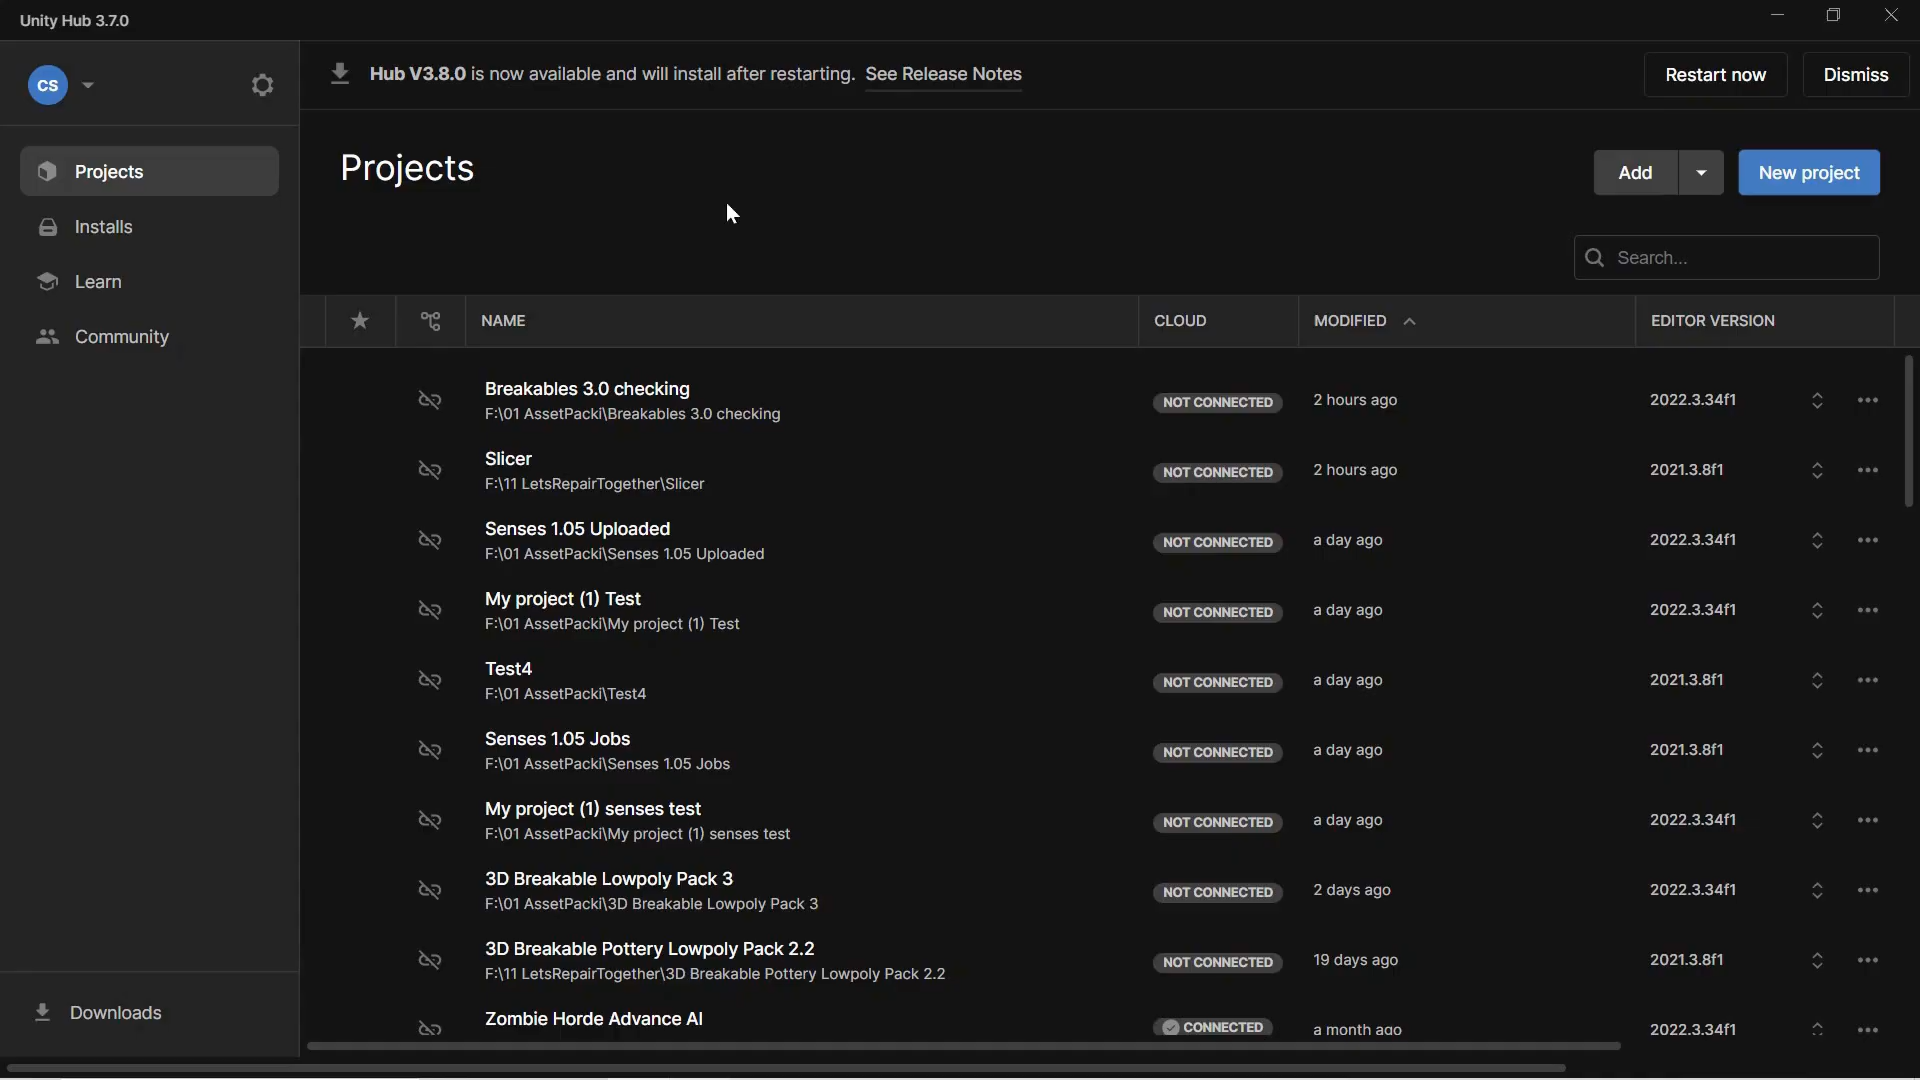 Unity Hub 3.7.0
CS
Hub V3.8.0 is now available and will install after restarting. See Release Notes
Restart now
Dismiss
Projects
Installs
Learn
Community
Downloads
Projects
Add
New project
Search...
NAME
CLOUD
MODIFIED
EDITOR VERSION
Breakables 3.0 checking
F:\01 AssetPacki\Breakables 3.0 checking
NOT CONNECTED
2 hours ago
2022.3.34f1
Slicer
F:\11 LetsRepairTogether\Slicer
NOT CONNECTED
2 hours ago
2021.3.8f1
Senses 1.05 Uploaded
F:\01 AssetPacki\Senses 1.05 Uploaded
NOT CONNECTED
a day ago
2022.3.34f1
My project (1) Test
F:\01 AssetPacki\My project (1) Test
NOT CONNECTED
a day ago
2022.3.34f1
Test4
F:\01 AssetPacki\Test4
NOT CONNECTED
a day ago
2021.3.8f1
Senses 1.05 Jobs
F:\01 AssetPacki\Senses 1.05 Jobs
NOT CONNECTED
a day ago
2021.3.8f1
My project (1) senses test
F:\01 AssetPacki\My project (1) senses test
NOT CONNECTED
a day ago
2022.3.34f1
3D Breakable Lowpoly Pack 3
F:\01 AssetPacki\3D Breakable Lowpoly Pack 3
NOT CONNECTED
2 days ago
2022.3.34f1
3D Breakable Pottery Lowpoly Pack 2.2
F:\11 LetsRepairTogether\3D Breakable Pottery Lowpoly Pack 2.2
NOT CONNECTED
19 days ago
2021.3.8f1
Zombie Horde Advance AI
CONNECTED
a month ago
2022.3.34f1